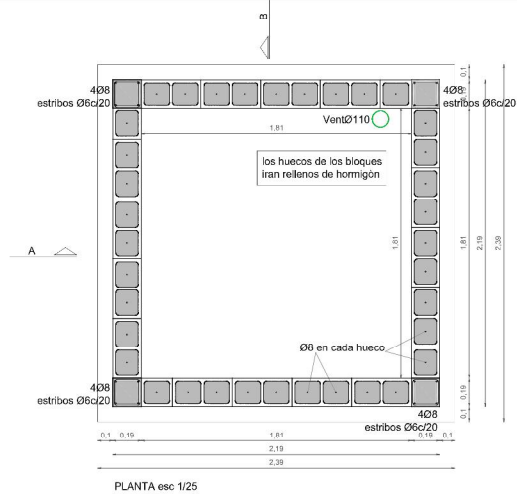 B
4Ø8
estribos Ø6c/20
4Ø8
estribos Ø6c/20
0,1
VentØ110
1,81
los huecos de los bloques
iran rellenos de hormigón
A
1,81
1,81
2,19
2,39
Ø8 en cada hueco
4Ø8
estribos Ø6c/20
0,19
0,1
4Ø8
estribos Ø6c/20
0,1
0,19
1,81
0,19
0,1
2,19
2,39
PLANTA esc 1/25